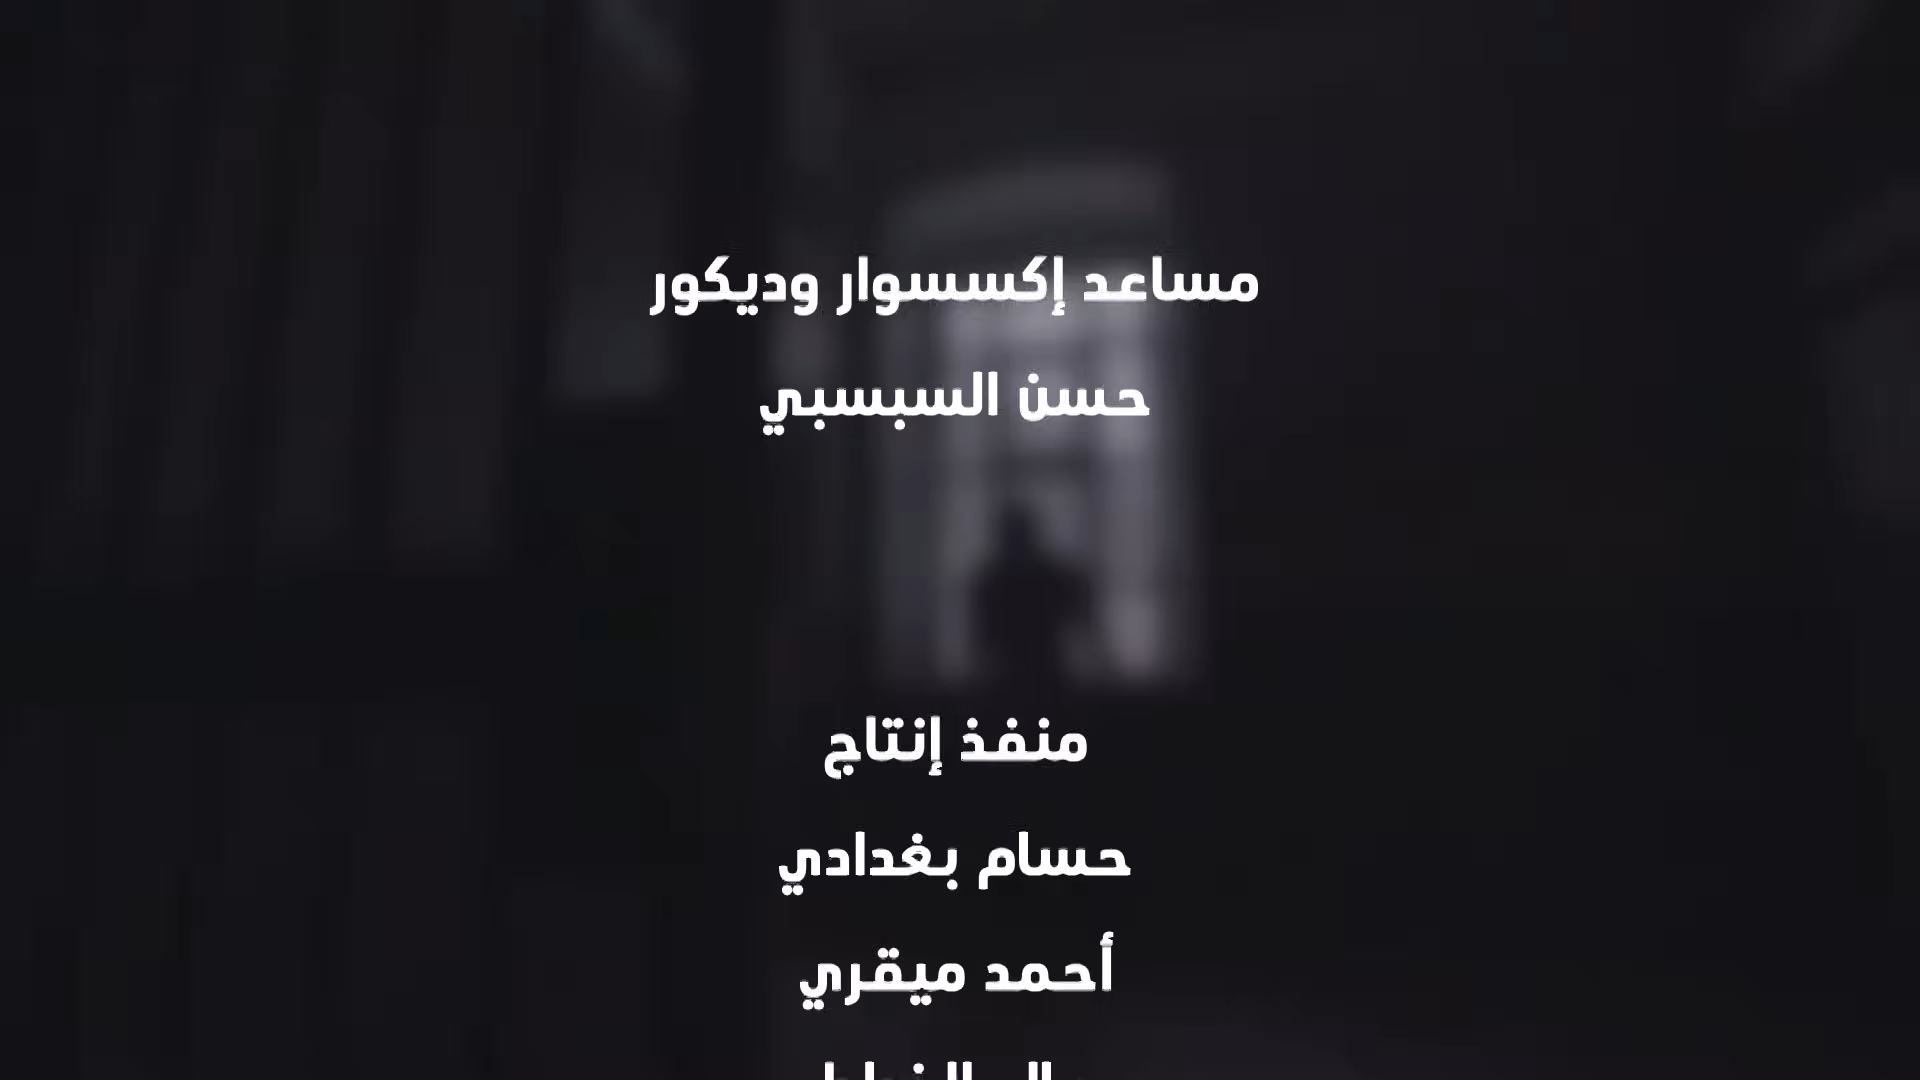 مساعد إكسسوار وديكور
حسن السبسبي
منفذ إنتاج
حسام بغدادي
أحمد ميقري